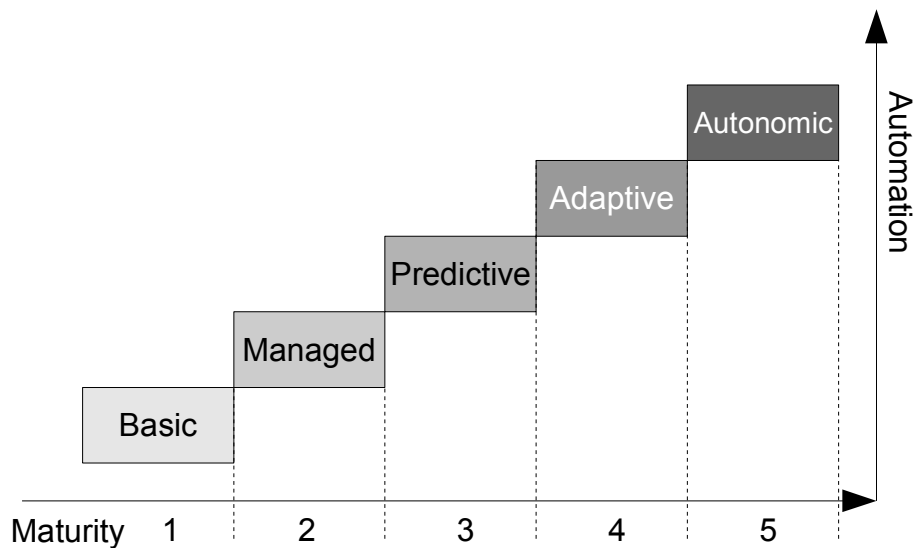 Autonomic
Adaptive
Predictive
Managed
Basic
Automation
Maturity 1 2 3 4 5